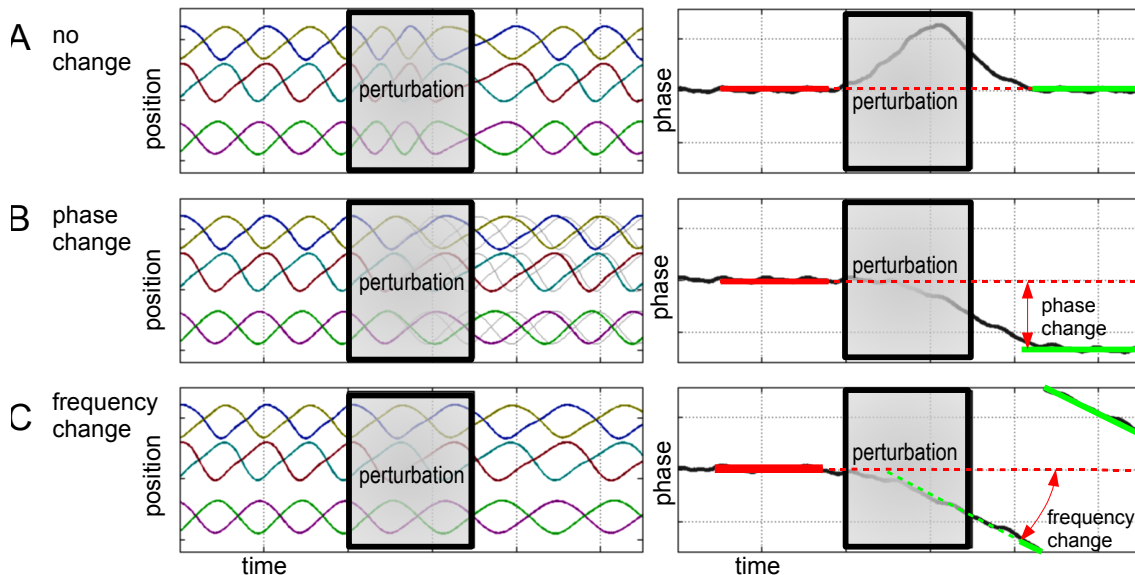 A no
change
position
perturbation
phase
perturbation
B phase
change
position
perturbation
phase
perturbation
phase
change
C frequency
change
position
perturbation
phase
perturbation
frequency
change
time
time